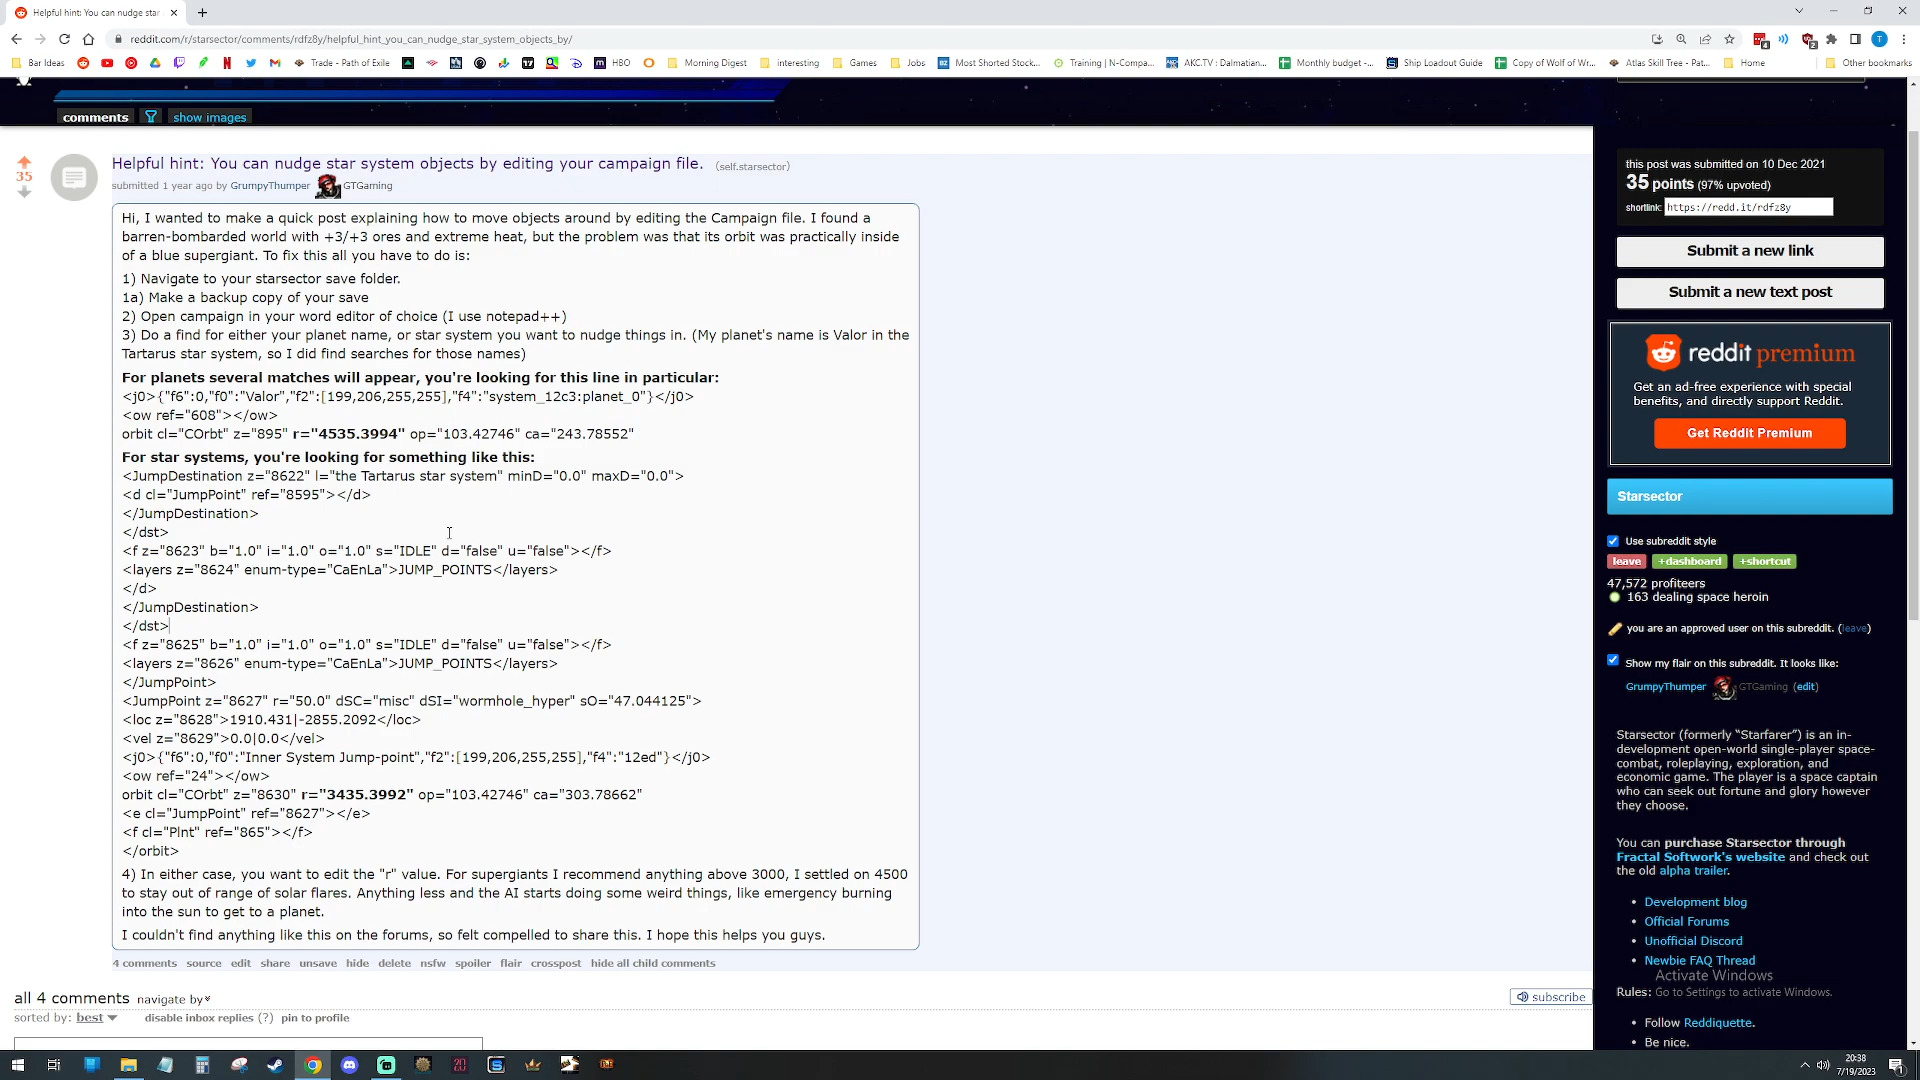 Helpful hint: You can nudge star
reddit.com/r/starsector/comments/rdfz8y/helpful_hint_you_can_nudge_star_system_objects_by/
Bar Ideas
Trade - Path of Exile
HBO
Morning Digest
interesting
Games
Jobs
Most Shorted Stock...
Training | N-Compa...
AKC.TV : Dalmatian...
Monthly budget -...
Ship Loadout Guide
Copy of Wolf of Wr...
Atlas Skill Tree - Pat...
Home
Other bookmarks
comments
show images
35
Helpful hint: You can nudge star system objects by editing your campaign file. (self.starsector)
submitted 1 year ago by GrumpyThumper GTGaming
Hi, I wanted to make a quick post explaining how to move objects around by editing the Campaign file. I found a
barren-bombarded world with +3/+3 ores and extreme heat, but the problem was that its orbit was practically inside
of a blue supergiant. To fix this all you have to do is:
1) Navigate to your starsector save folder.
1a) Make a backup copy of your save
2) Open campaign in your word editor of choice (I use notepad++)
3) Do a find for either your planet name, or star system you want to nudge things in. (My planet's name is Valor in the
Tartarus star system, so I did find searches for those names)
For planets several matches will appear, you're looking for this line in particular:
<j0>{"f6":0,"f0":"Valor","f2":[199,206,255,255],"f4":"system_12c3:planet_0"}</j0>
<ow ref="608"></ow>
orbit cl="COrbt" z="895" r="4535.3994" op="103.42746" ca="243.78552"
For star systems, you're looking for something like this:
<JumpDestination z="8622" l="the Tartarus star system" minD="0.0" maxD="0.0">
<d cl="JumpPoint" ref="8595"></d>
</JumpDestination>
</dst>
<f z="8623" b="1.0" i="1.0" o="1.0" s="IDLE" d="false" u="false"></f>
<layers z="8624" enum-type="CaEnLa">JUMP_POINTS</layers>
</d>
</JumpDestination>
</dst>
<f z="8625" b="1.0" i="1.0" o="1.0" s="IDLE" d="false" u="false"></f>
<layers z="8626" enum-type="CaEnLa">JUMP_POINTS</layers>
</JumpPoint>
<JumpPoint z="8627" r="50.0" dSC="misc" dSI="wormhole_hyper" sO="47.044125">
<loc z="8628">1910.431|-2855.2092</loc>
<vel z="8629">0.0|0.0</vel>
<j0>{"f6":0,"f0":"Inner System Jump-point","f2":[199,206,255,255],"f4":"12ed"}</j0>
<ow ref="24"></ow>
orbit cl="COrbt" z="8630" r="3435.3992" op="103.42746" ca="303.78662"
<e cl="JumpPoint" ref="8627"></e>
<f cl="Plnt" ref="865"></f>
</orbit>
4) In either case, you want to edit the "r" value. For supergiants I recommend anything above 3000, I settled on 4500
to stay out of range of solar flares. Anything less and the AI starts doing some weird things, like emergency burning
into the sun to get to a planet.
I couldn't find anything like this on the forums, so felt compelled to share this. I hope this helps you guys.
4 comments source edit share unsave hide delete nsfw spoiler flair crosspost hide all child comments
all 4 comments navigate by
subscribe
sorted by: best disable inbox replies (?) pin to profile
this post was submitted on 10 Dec 2021
35 points (97% upvoted)
shortlink: https://redd.it/rdfz8y
Submit a new link
Submit a new text post
reddit premium
Get an ad-free experience with special
benefits, and directly support Reddit.
Get Reddit Premium
Starsector
Use subreddit style
leave +dashboard +shortcut
47,572 profiteers
163 dealing space heroin
you are an approved user on this subreddit. (leave)
Show my flair on this subreddit. It looks like:
GrumpyThumper GTGaming (edit)
Starsector (formerly “Starfarer”) is an in-
development open-world single-player space-
combat, roleplaying, exploration, and
economic game. The player is a space captain
who can seek out fortune and glory however
they choose.
You can purchase Starsector through
Fractal Softwork's website and check out
the old alpha trailer.
• Development blog
• Official Forums
• Unofficial Discord
• Newbie FAQ Thread
Activate Windows
Rules: Go to Settings to activate Windows.
• Follow Reddiquette.
• Be nice.
20:38
7/19/2023